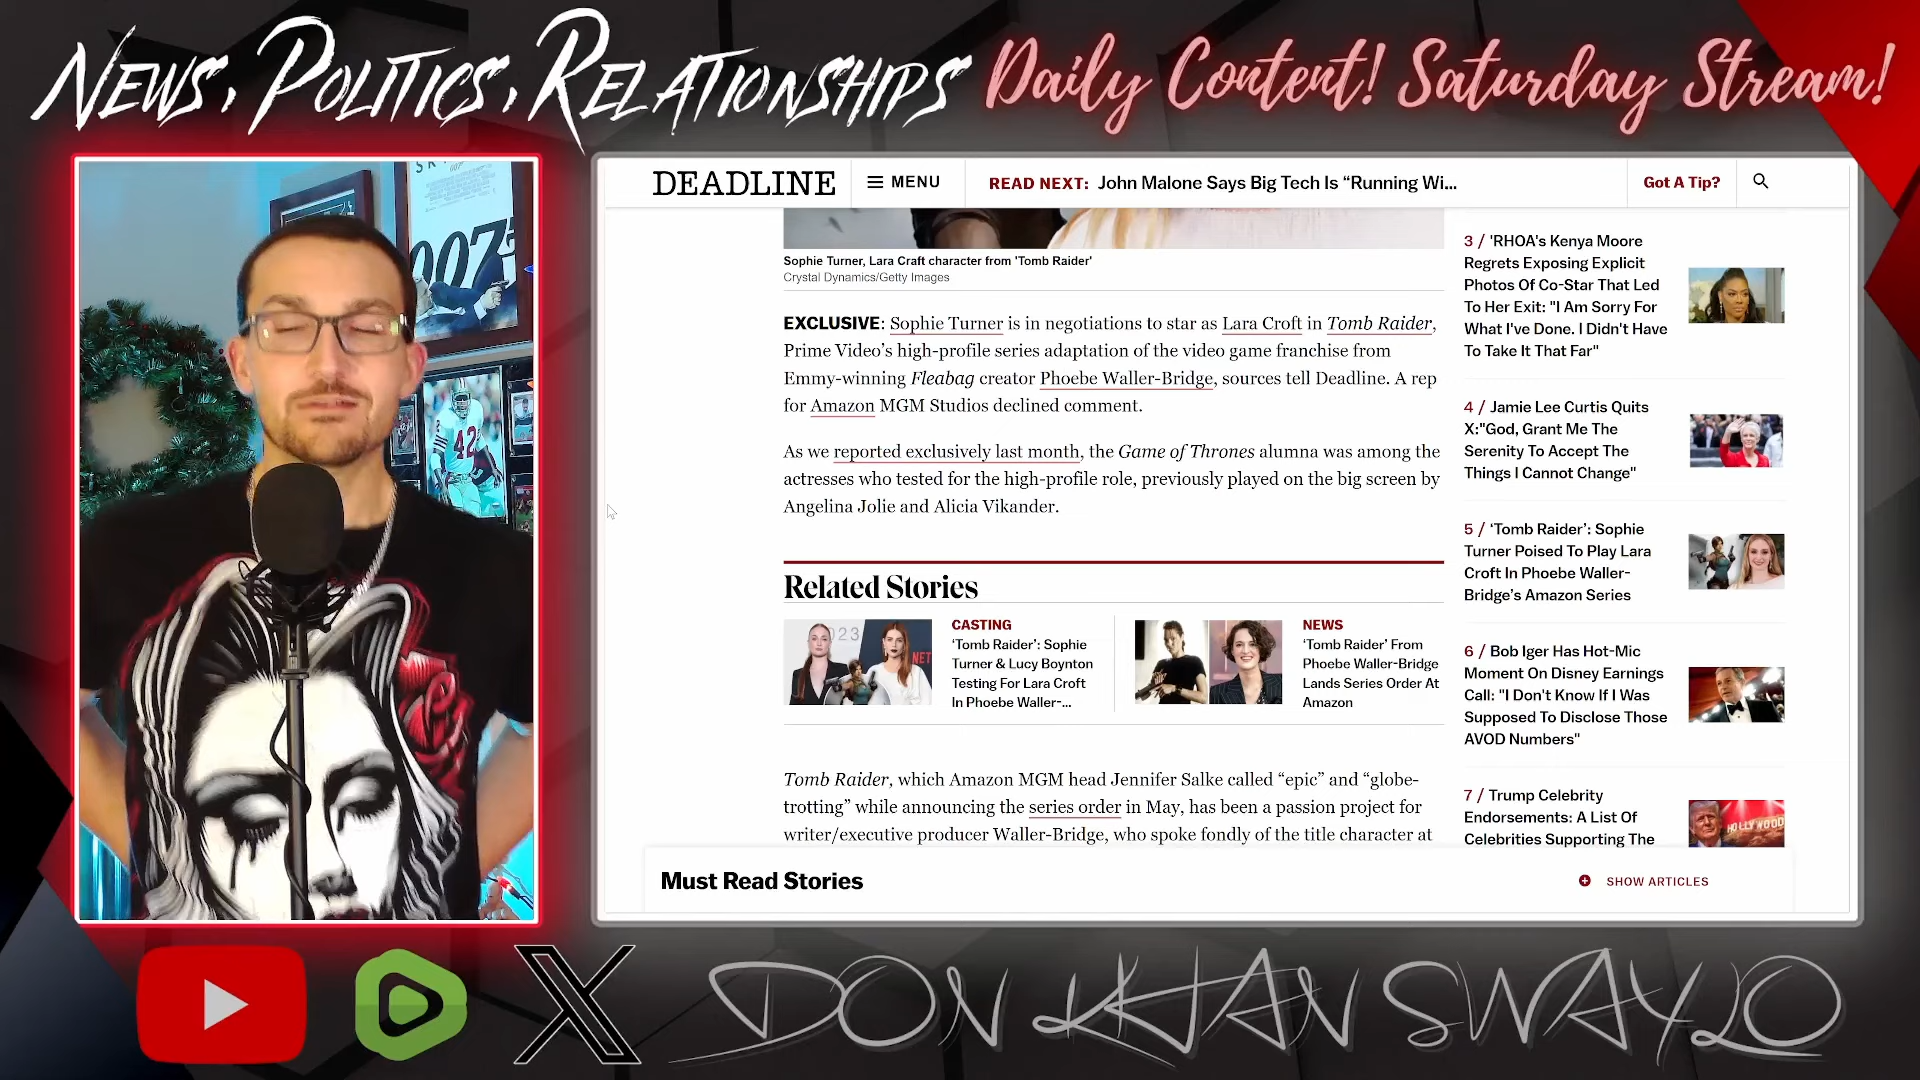 News, Politics, Relationships Daily Content! Saturday Stream!
SKY
007
007
42
DEADLINE
MENU
READ NEXT: John Malone Says Big Tech Is “Running Wi...
Got A Tip?
Sophie Turner, Lara Craft character from 'Tomb Raider'
Crystal Dynamics/Getty Images
EXCLUSIVE: Sophie Turner is in negotiations to star as Lara Croft in Tomb Raider,
Prime Video’s high-profile series adaptation of the video game franchise from
Emmy-winning Fleabag creator Phoebe Waller-Bridge, sources tell Deadline. A rep
for Amazon MGM Studios declined comment.
As we reported exclusively last month, the Game of Thrones alumna was among the
actresses who tested for the high-profile role, previously played on the big screen by
Angelina Jolie and Alicia Vikander.
Related Stories
2023
NET
CASTING
‘Tomb Raider’: Sophie
Turner & Lucy Boynton
Testing For Lara Croft
In Phoebe Waller-...
NEWS
‘Tomb Raider’ From
Phoebe Waller-Bridge
Lands Series Order At
Amazon
Tomb Raider, which Amazon MGM head Jennifer Salke called “epic” and “globe-
trotting” while announcing the series order in May, has been a passion project for
writer/executive producer Waller-Bridge, who spoke fondly of the title character at
3 / 'RHOA's Kenya Moore
Regrets Exposing Explicit
Photos Of Co-Star That Led
To Her Exit: "I Am Sorry For
What I've Done. I Didn't Have
To Take It That Far"
4 / Jamie Lee Curtis Quits
X:"God, Grant Me The
Serenity To Accept The
Things I Cannot Change"
5 / ‘Tomb Raider’: Sophie
Turner Poised To Play Lara
Croft In Phoebe Waller-
Bridge’s Amazon Series
6 / Bob Iger Has Hot-Mic
Moment On Disney Earnings
Call: "I Don't Know If I Was
Supposed To Disclose Those
AVOD Numbers"
7 / Trump Celebrity
Endorsements: A List Of
Celebrities Supporting The
HOLLYWOOD
Must Read Stories
SHOW ARTICLES
DON KHAN SWAYLO